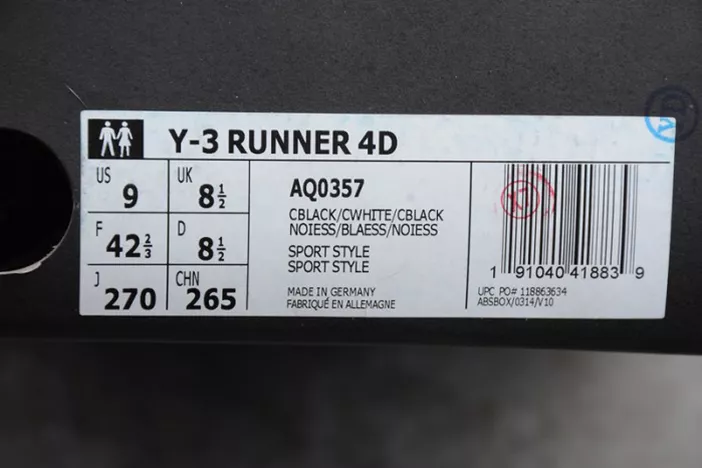 Y-3 RUNNER 4D
US 9
UK 8½
F 42⅔
D 8½
J 270
CHN 265
AQ0357
CBLACK/CWHITE/CBLACK
NOIESS/BLAESS/NOIESS
SPORT STYLE
SPORT STYLE
MADE IN GERMANY
FABRIQUÉ EN ALLEMAGNE
1 91040 41883 9
UPC PO# 118863634
ABSBOX/0314/V10